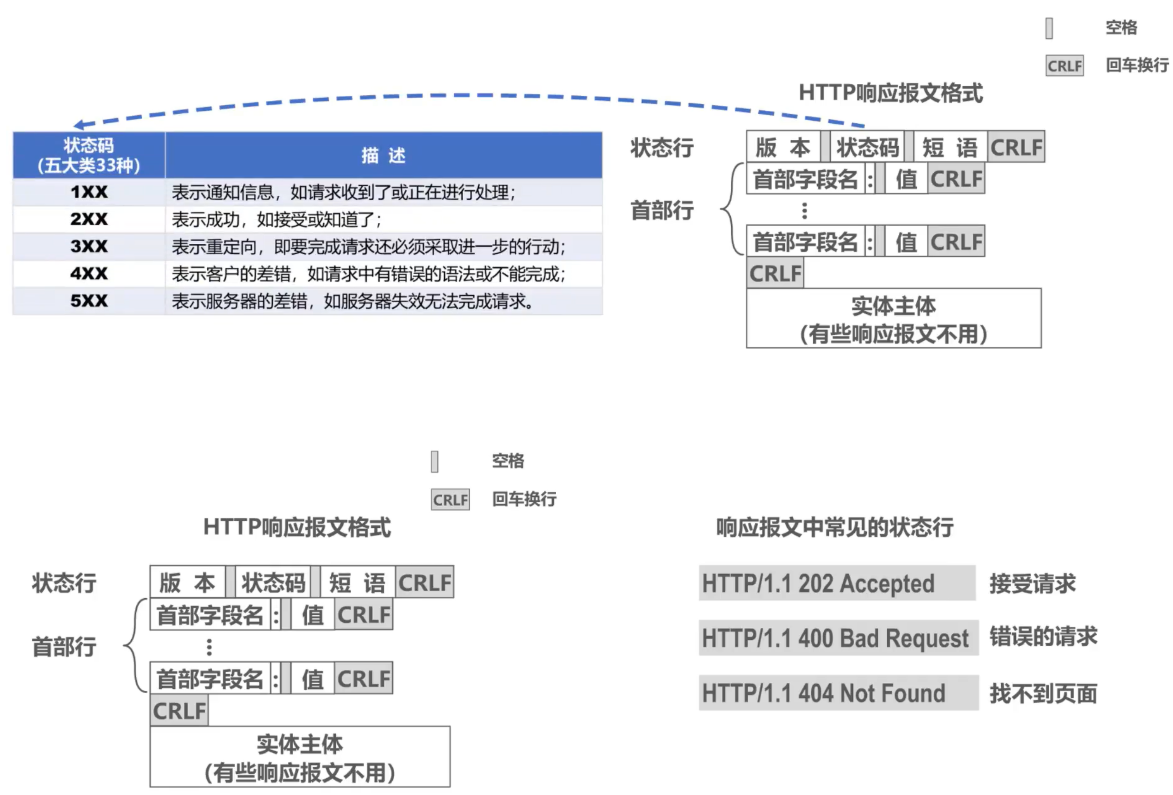 空格
CRLF 回车换行
HTTP响应报文格式
状态码
(五大类33种)
描 述
1XX 表示通知信息，如请求收到了或正在进行处理；
2XX 表示成功，如接受或知道了；
3XX 表示重定向，即要完成请求还必须采取进一步的行动；
4XX 表示客户的差错，如请求中有错误的语法或不能完成；
5XX 表示服务器的差错，如服务器失效无法完成请求。
状态行 版 本 状态码 短 语 CRLF
首部行
首部字段名 : 值 CRLF
⋮
首部字段名 : 值 CRLF
CRLF
实体主体
(有些响应报文不用)
空格
CRLF 回车换行
HTTP响应报文格式
状态行 版 本 状态码 短 语 CRLF
首部行
首部字段名 : 值 CRLF
⋮
首部字段名 : 值 CRLF
CRLF
实体主体
(有些响应报文不用)
响应报文中常见的状态行
HTTP/1.1 202 Accepted 接受请求
HTTP/1.1 400 Bad Request 错误的请求
HTTP/1.1 404 Not Found 找不到页面